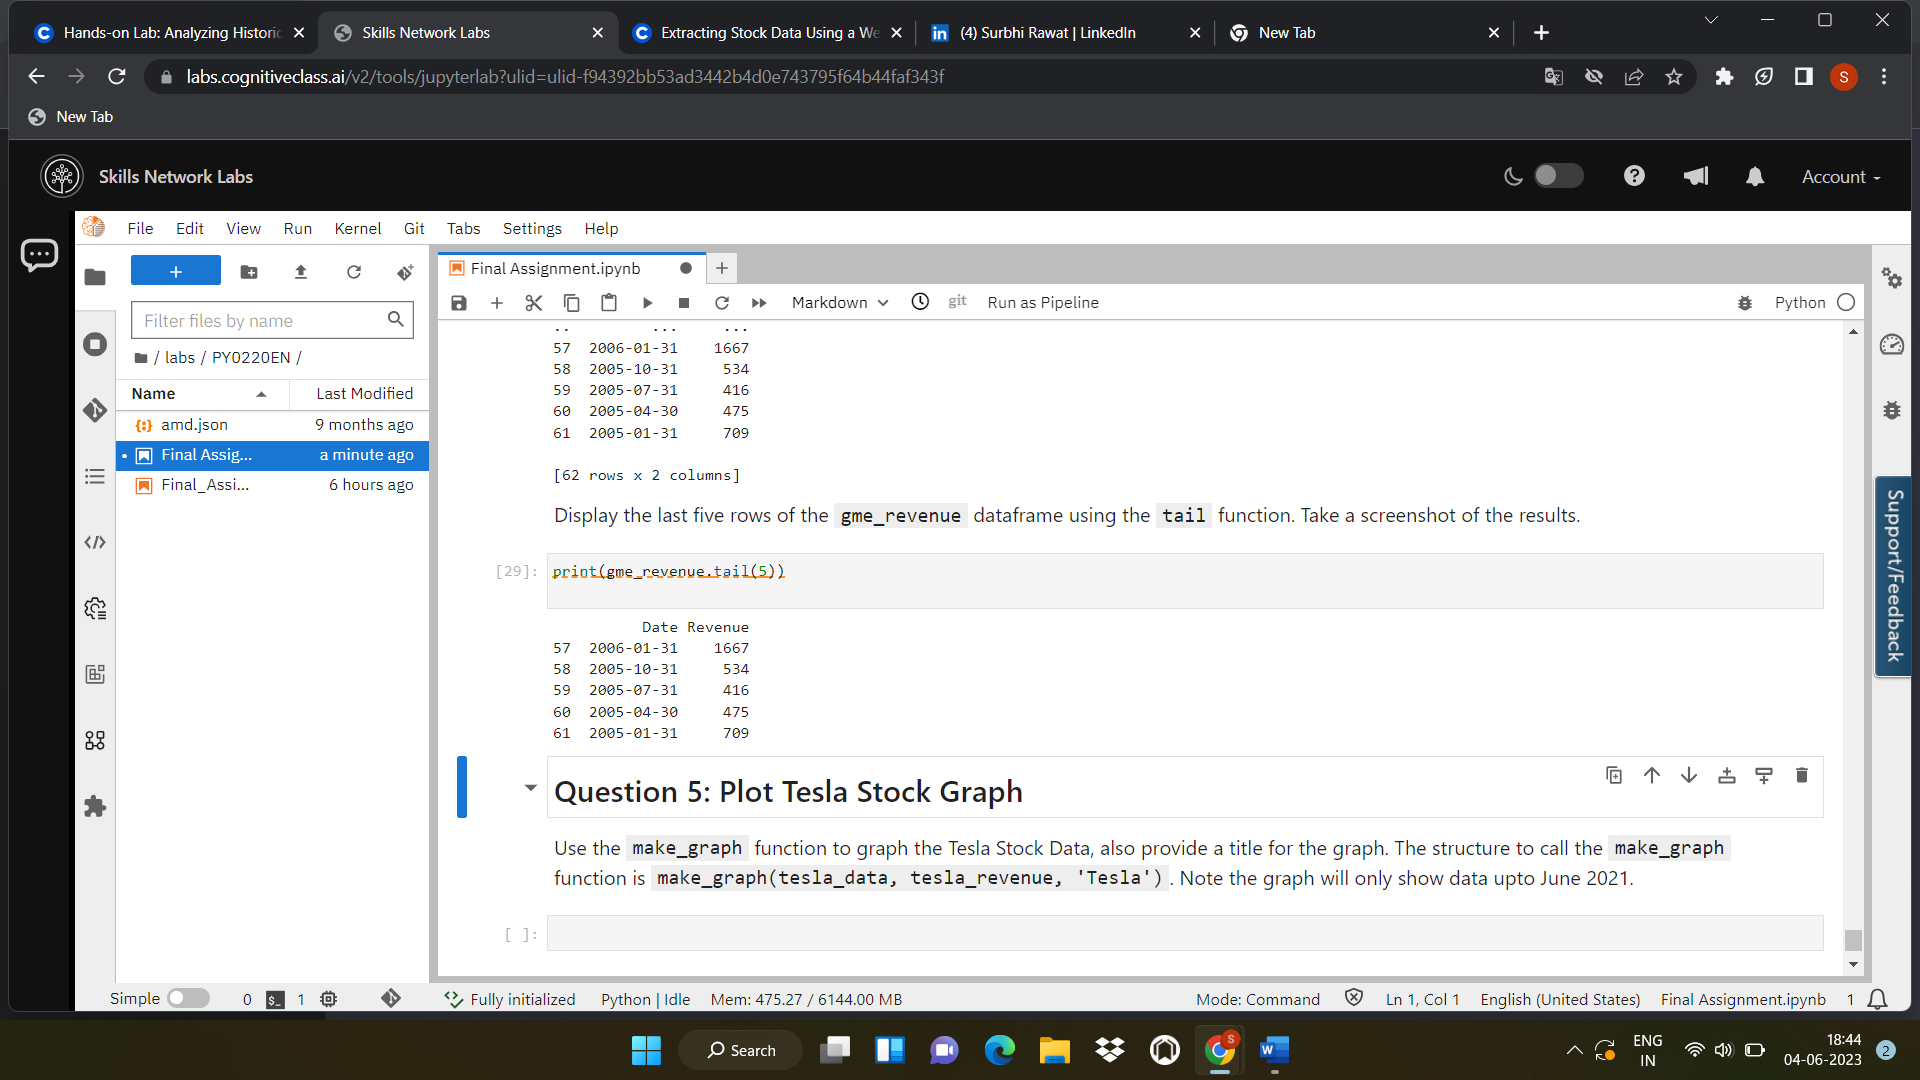 Hands-on Lab: Analyzing Historic
Skills Network Labs
Extracting Stock Data Using a We
(4) Surbhi Rawat | LinkedIn
New Tab
labs.cognitiveclass.ai/v2/tools/jupyterlab?ulid=ulid-f94392bb53ad3442b4d0e743795f64b44faf343f
S
New Tab
Skills Network Labs
Account
File Edit View Run Kernel Git Tabs Settings Help
+
Final Assignment.ipynb
Filter files by name
Markdown
git
Run as Pipeline
Python
/ labs / PY0220EN /
Name
Last Modified
amd.json 9 months ago
Final Assig... a minute ago
Final_Assi... 6 hours ago
.. ... ...
57 2006-01-31 1667
58 2005-10-31 534
59 2005-07-31 416
60 2005-04-30 475
61 2005-01-31 709
[62 rows x 2 columns]
Display the last five rows of the gme_revenue dataframe using the tail function. Take a screenshot of the results.
[29]: print(gme_revenue.tail(5))
Date Revenue
57 2006-01-31 1667
58 2005-10-31 534
59 2005-07-31 416
60 2005-04-30 475
61 2005-01-31 709
Question 5: Plot Tesla Stock Graph
Use the make_graph function to graph the Tesla Stock Data, also provide a title for the graph. The structure to call the make_graph
function is make_graph(tesla_data, tesla_revenue, 'Tesla'). Note the graph will only show data upto June 2021.
[ ]:
Support/Feedback
Simple 0 $_ 1 Fully initialized Python | Idle Mem: 475.27 / 6144.00 MB Mode: Command Ln 1, Col 1 English (United States) Final Assignment.ipynb 1
Search
S
W
ENG
IN
18:44
04-06-2023
2